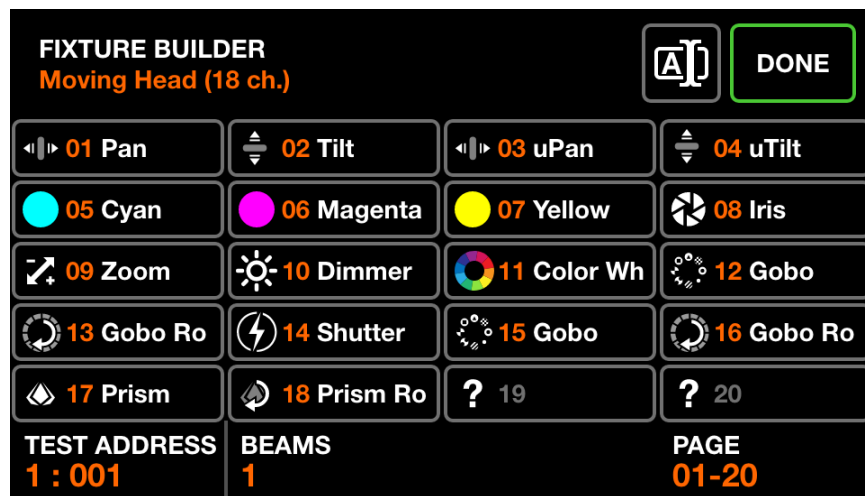 FIXTURE BUILDER
Moving Head (18 ch.)
A
DONE
01 Pan
02 Tilt
03 uPan
04 uTilt
05 Cyan
06 Magenta
07 Yellow
08 Iris
09 Zoom
10 Dimmer
11 Color Wh
12 Gobo
13 Gobo Ro
14 Shutter
15 Gobo
16 Gobo Ro
17 Prism
18 Prism Ro
? 19
? 20
TEST ADDRESS
1 : 001
BEAMS
1
PAGE
01-20